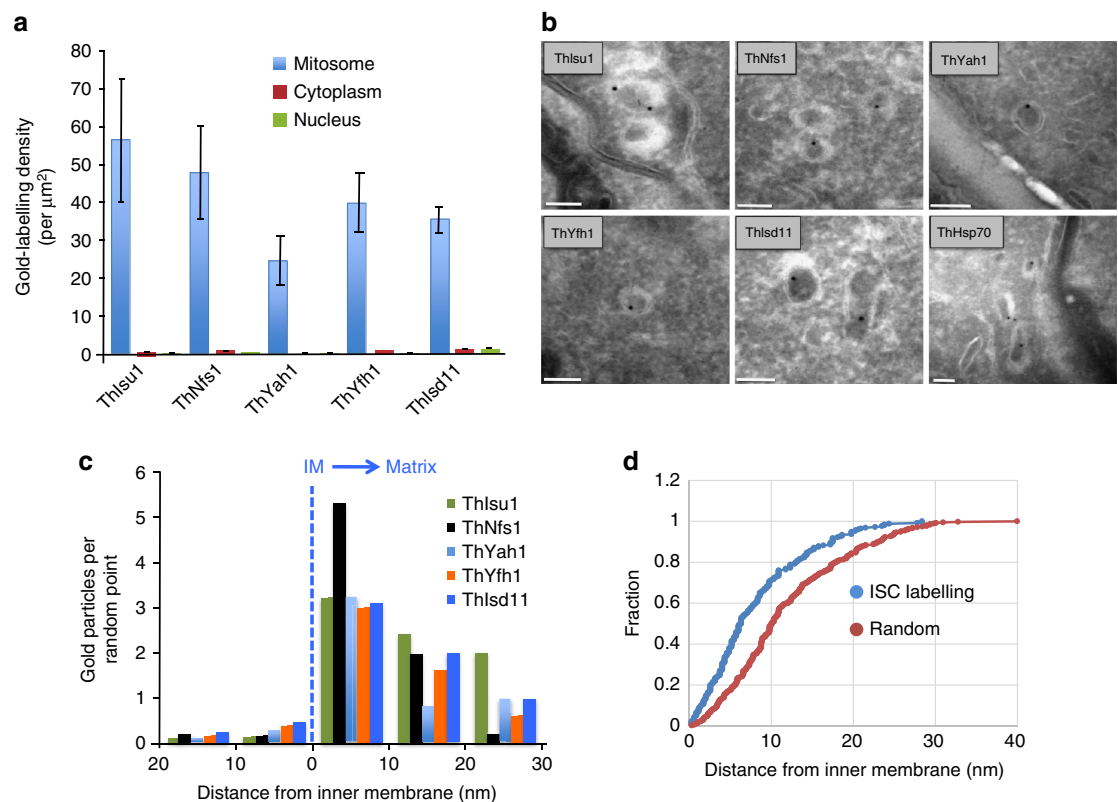 a
80
70
60
50
40
30
20
10
0
Gold-labelling density
(per μm²)
Mitosome
Cytoplasm
Nucleus
ThIsu1
ThNfs1
ThYah1
ThYfh1
ThIsd11
b
ThIsu1
ThNfs1
ThYah1
ThYfh1
ThIsd11
ThHsp70
c
IM
Matrix
6
5
4
3
2
1
0
Gold particles per
random point
ThIsu1
ThNfs1
ThYah1
ThYfh1
ThIsd11
20 10 0 10 20 30
Distance from inner membrane (nm)
d
1.2
1
0.8
0.6
0.4
0.2
0
Fraction
ISC labelling
Random
0 10 20 30 40
Distance from inner membrane (nm)